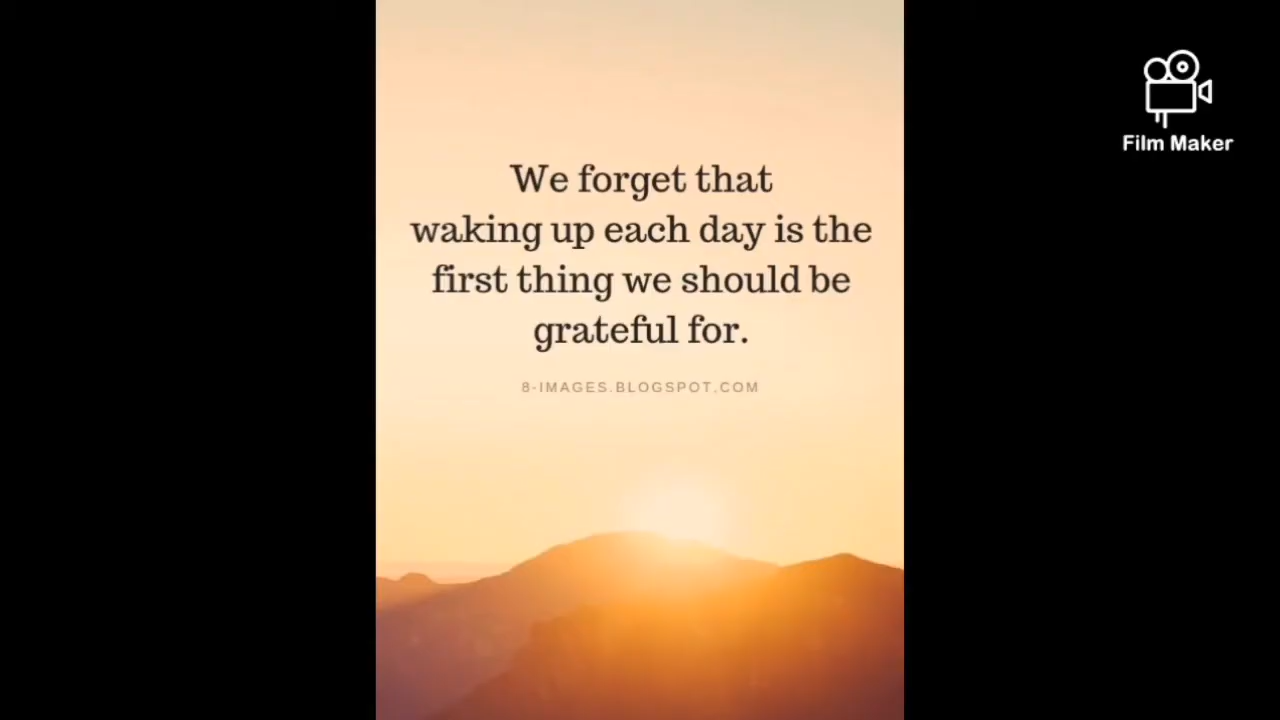 We forget that
waking up each day is the
first thing we should be
grateful for.
8-IMAGES.BLOGSPOT.COM
Film Maker